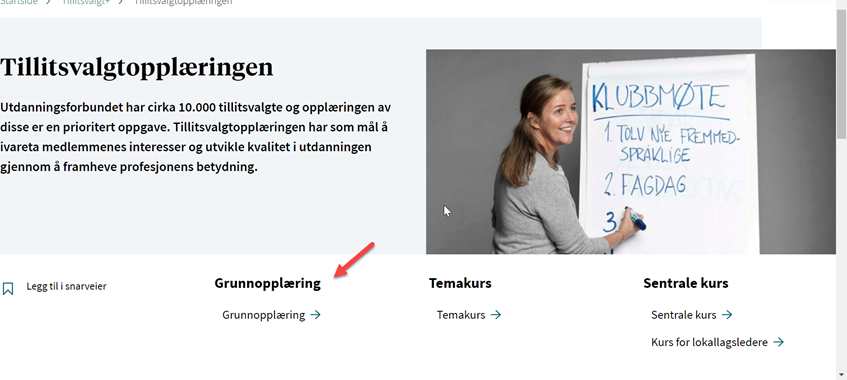 Startside > Tillitsvalgt+ > Tillitsvalgtopplæringen
Tillitsvalgtopplæringen
Utdanningsforbundet har cirka 10.000 tillitsvalgte og opplæringen av
disse er en prioritert oppgave. Tillitsvalgtopplæringen har som mål å
ivareta medlemmenes interesser og utvikle kvalitet i utdanningen
gjennom å framheve profesjonens betydning.
KLUBBMØTE
1. TOLV NYE FREMMED-
SPRÅKLIGE
2. FAGDAG
3
Legg til i snarveier
Grunnopplæring
Grunnopplæring →
Temakurs
Temakurs →
Sentrale kurs
Sentrale kurs →
Kurs for lokallagsledere →